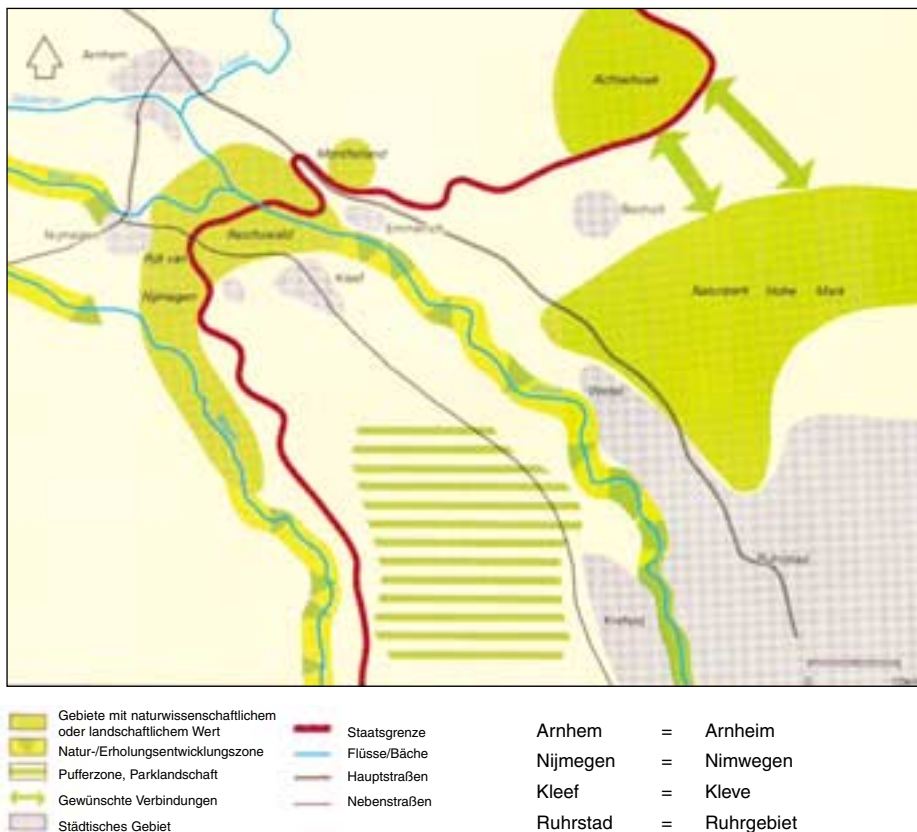 Arnhem
Achterhoek
Montferland
Bocholt
Nijmegen
Emmerich
Reichswald
Rijk van
Nijmegen
Kleef
Naturpark Hohe Mark
Wesel
Ruhrstad
Krefeld
Gebiete mit naturwissenschaftlichem
oder landschaftlichem Wert
Natur-/Erholungsentwicklungszone
Pufferzone, Parklandschaft
Gewünschte Verbindungen
Städtisches Gebiet
Staatsgrenze
Flüsse/Bäche
Hauptstraßen
Nebenstraßen
Arnhem = Arnheim
Nijmegen = Nimwegen
Kleef = Kleve
Ruhrstad = Ruhrgebiet